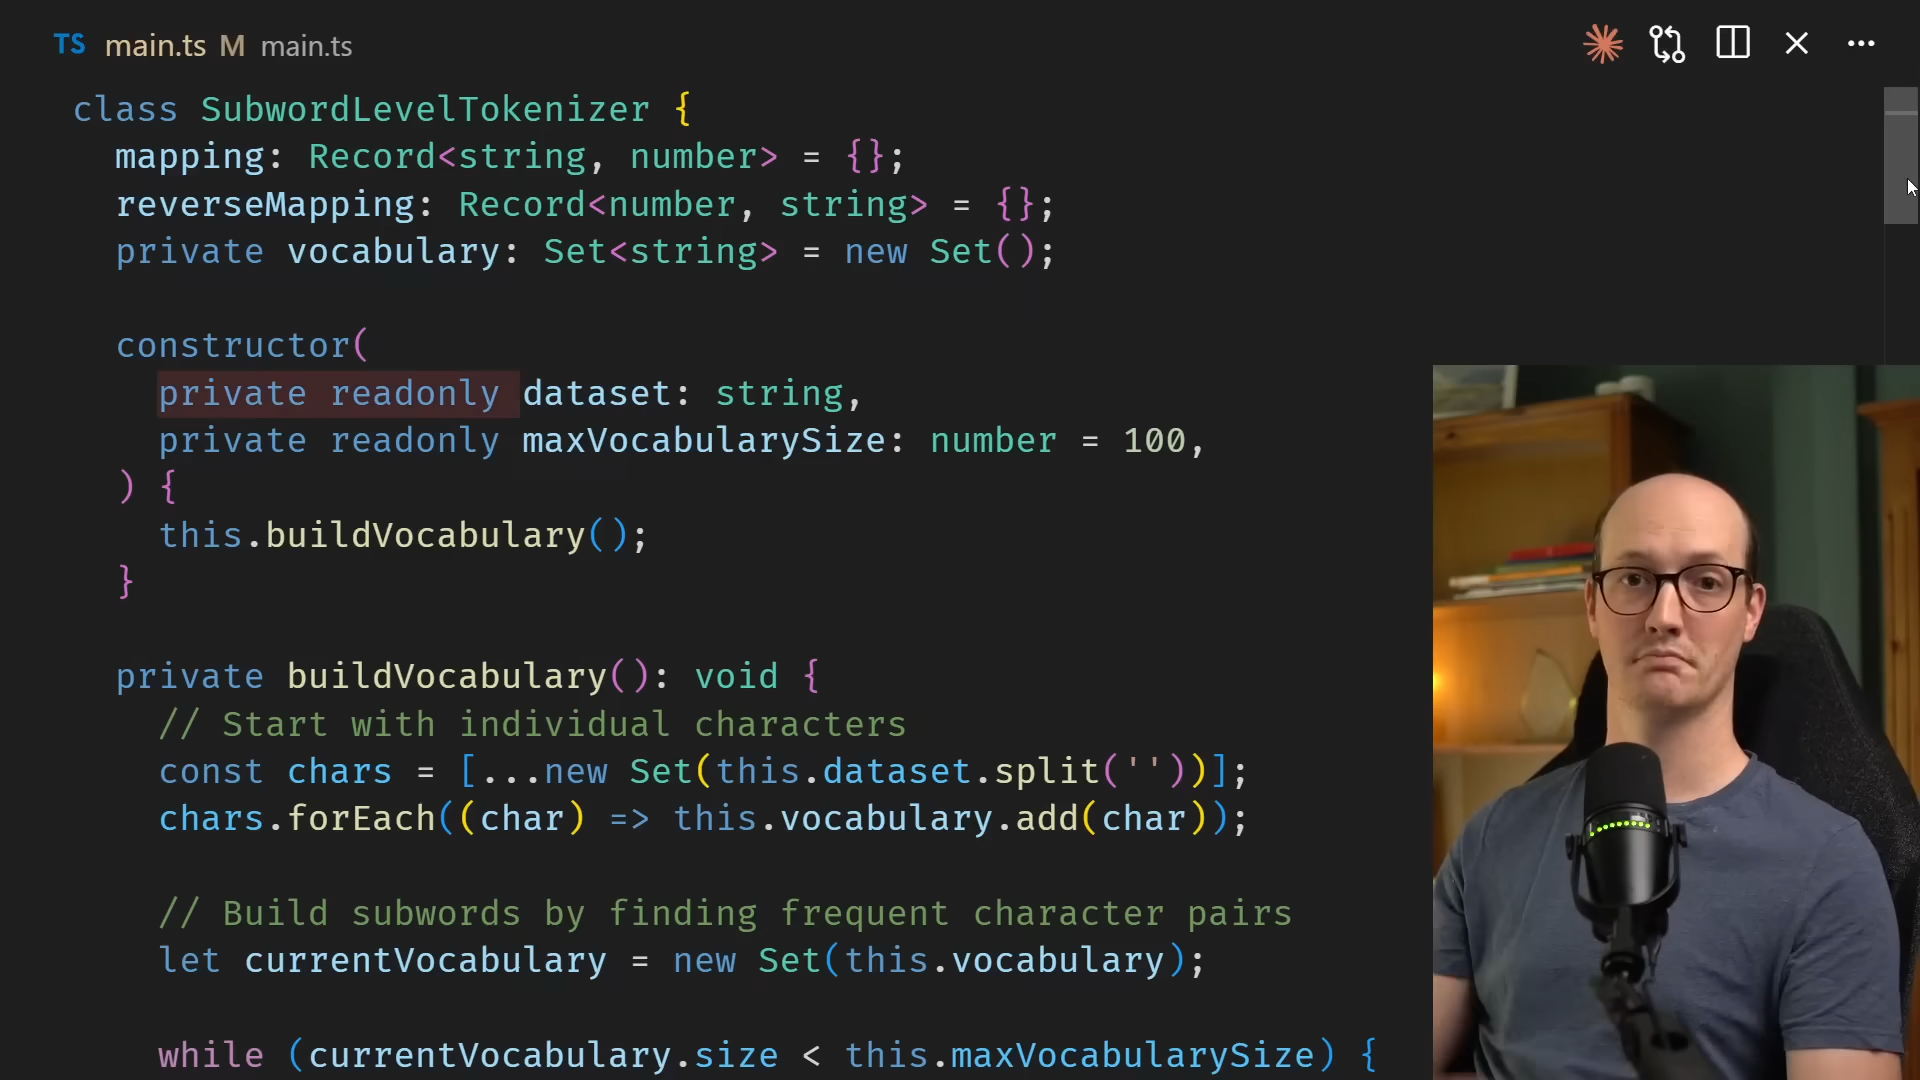 TS main.ts M main.ts
class SubwordLevelTokenizer {
mapping: Record<string, number> = {};
reverseMapping: Record<number, string> = {};
private vocabulary: Set<string> = new Set();
constructor(
private readonly dataset: string,
private readonly maxVocabularySize: number = 100,
) {
this.buildVocabulary();
}
private buildVocabulary(): void {
// Start with individual characters
const chars = [...new Set(this.dataset.split(''))];
chars.forEach((char) => this.vocabulary.add(char));
// Build subwords by finding frequent character pairs
let currentVocabulary = new Set(this.vocabulary);
while (currentVocabulary.size < this.maxVocabularySize) {